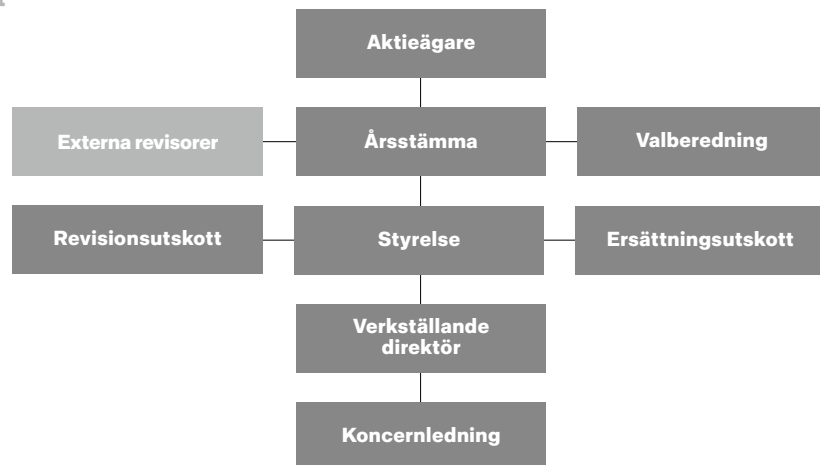 Aktieägare
Externa revisorer
Årsstämma
Valberedning
Revisionsutskott
Styrelse
Ersättningsutskott
Verkställande
direktör
Koncernledning